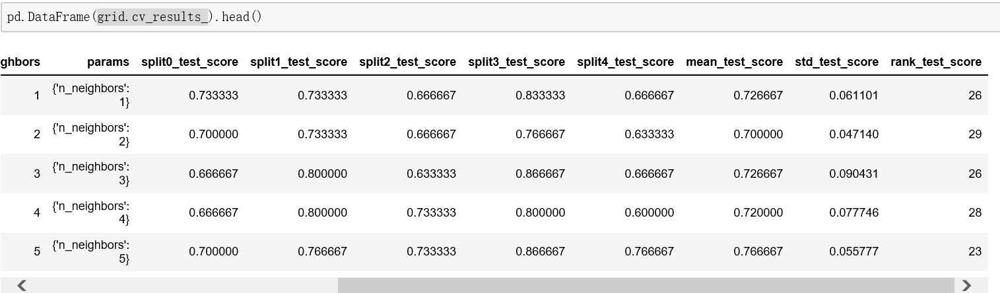 pd.DataFrame(grid.cv_results_).head()
ghbors params split0_test_score split1_test_score split2_test_score split3_test_score split4_test_score mean_test_score std_test_score rank_test_score
1 {'n_neighbors': 1} 0.733333 0.733333 0.666667 0.833333 0.666667 0.726667 0.061101 26
2 {'n_neighbors': 2} 0.700000 0.733333 0.666667 0.766667 0.633333 0.700000 0.047140 29
3 {'n_neighbors': 3} 0.666667 0.800000 0.633333 0.866667 0.666667 0.726667 0.090431 26
4 {'n_neighbors': 4} 0.666667 0.800000 0.733333 0.800000 0.600000 0.720000 0.077746 28
5 {'n_neighbors': 5} 0.700000 0.766667 0.733333 0.866667 0.766667 0.766667 0.055777 23